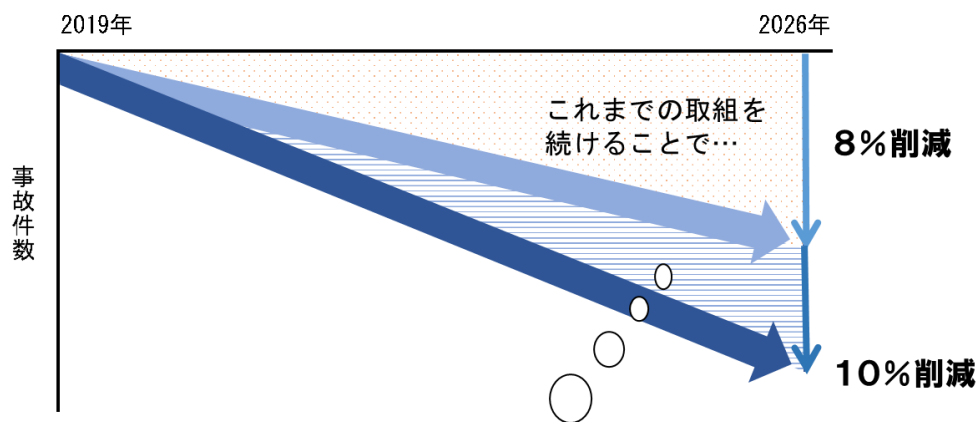 2019年
2026年
これまでの取組を
続けることで…
8%削減
事故件数
10%削減